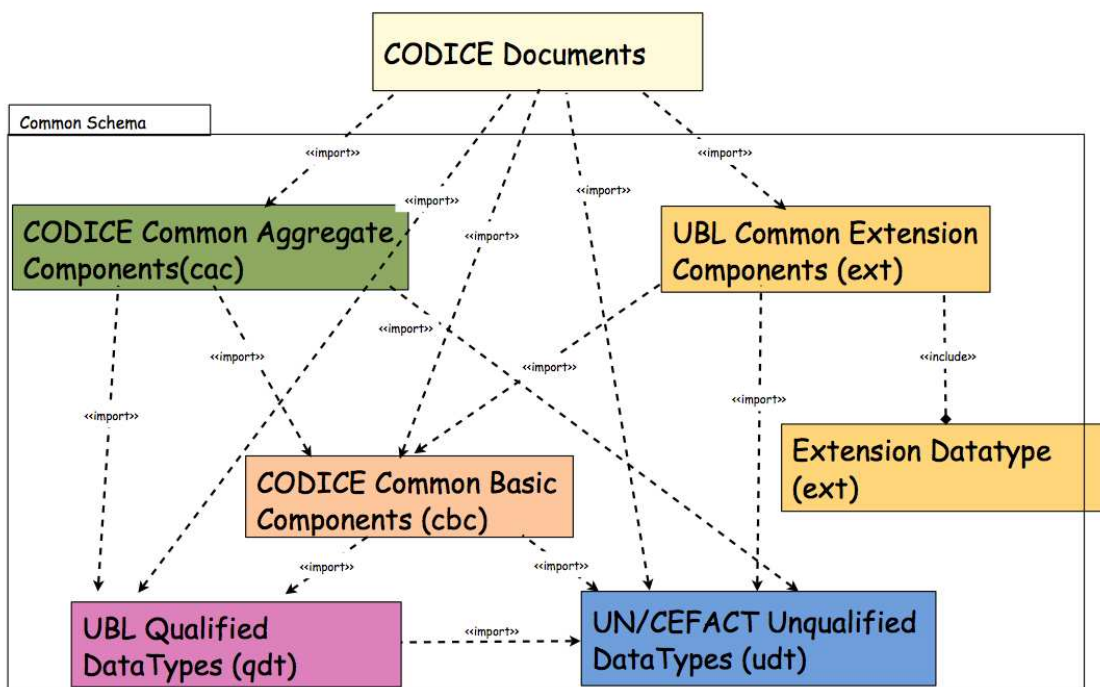 CODICE Documents
Common Schema
<<import>>
<<import>>
<<import>>
<<import>>
<<import>>
CODICE Common Aggregate
Components(cac)
UBL Common Extension
Components (ext)
<<import>>
<<import>>
<<import>>
<<include>>
<<import>>
<<import>>
Extension Datatype
(ext)
CODICE Common Basic
Components (cbc)
<<import>>
<<import>>
UBL Qualified
DataTypes (qdt)
<<import>>
UN/CEFACT Unqualified
DataTypes (udt)